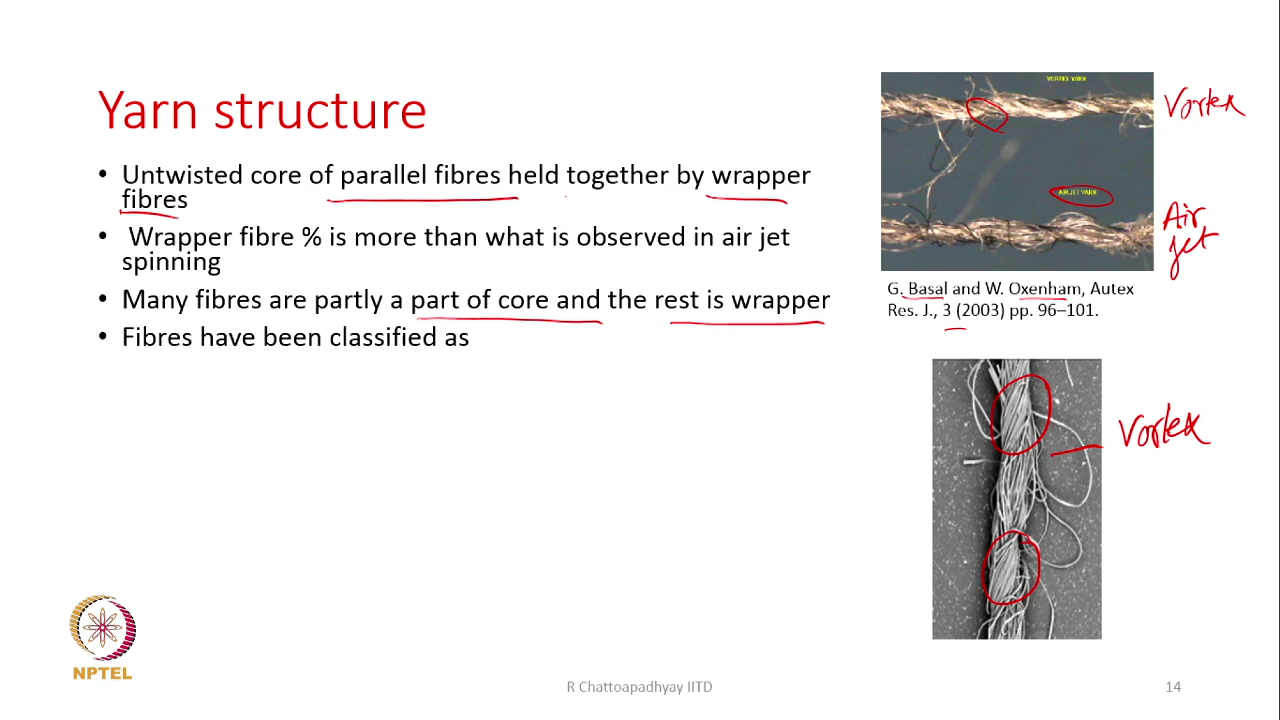 Yarn structure
• Untwisted core of parallel fibres held together by wrapper
fibres
• Wrapper fibre % is more than what is observed in air jet
spinning
• Many fibres are partly a part of core and the rest is wrapper
• Fibres have been classified as
VORTEX YARN
Vortex
AIRJET YARN
Air
jet
G. Basal and W. Oxenham, Autex
Res. J., 3 (2003) pp. 96–101.
Vortex
NPTEL
R Chattoapadhyay IITD
14